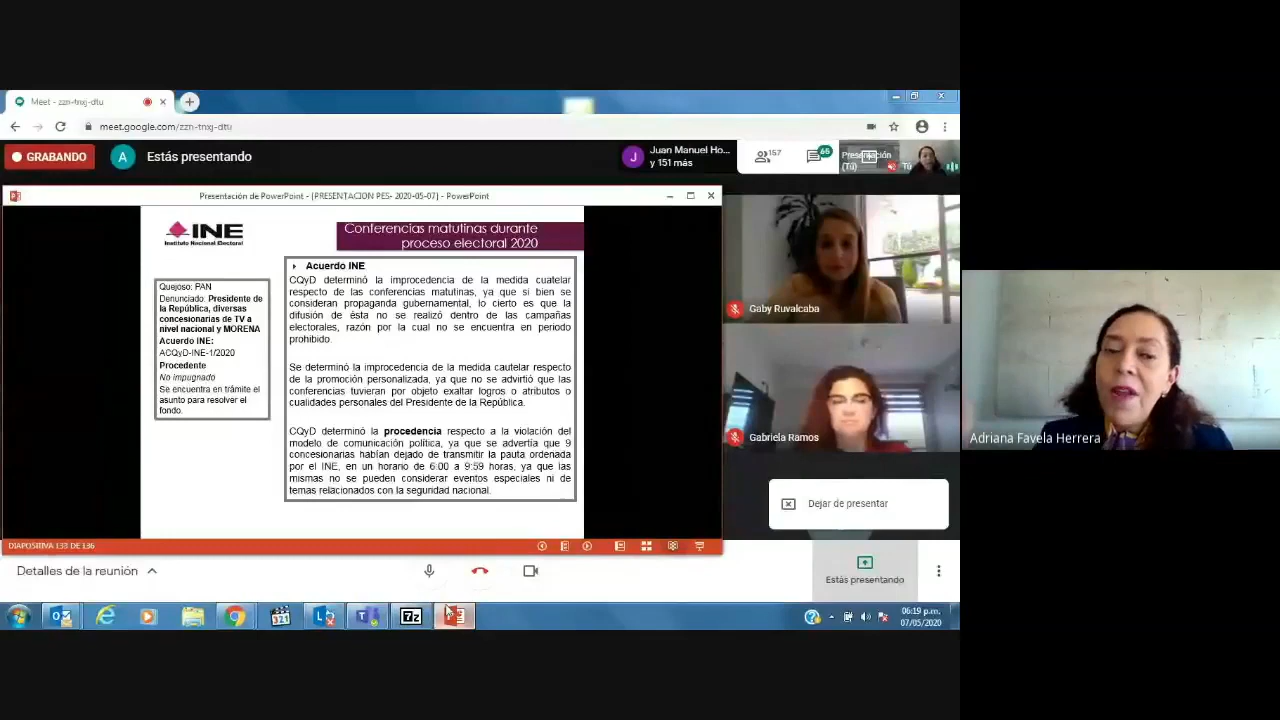 Meet - zzn-tnxg-dtu
meet.google.com/zzn-tnxg-dtu
GRABANDO
A
Estás presentando
J
Juan Manuel Ho...
y 151 más
157
65
Presentación
(Tú)
Tú
Presentación de PowerPoint - [PRESENTACION PES- 2020-05-07] - PowerPoint
INE
Instituto Nacional Electoral
Conferencias matutinas durante
proceso electoral 2020
Quejoso: PAN
Denunciado: Presidente de
la República, diversas
concesionarias de TV a
nivel nacional y MORENA
Acuerdo INE:
ACQyD-INE-1/2020
Procedente
No impugnado
Se encuentra en trámite el
asunto para resolver el
fondo.
Acuerdo INE
CQyD determinó la improcedencia de la medida cuatelar
respecto de las conferencias matutinas, ya que si bien se
consideran propaganda gubernamental, lo cierto es que la
difusión de ésta no se realizó dentro de las campañas
electorales, razón por la cual no se encuentra en periodo
prohibido.
Se determinó la improcedencia de la medida cautelar respecto
de la promoción personalizada, ya que no se advirtió que las
conferencias tuvieran por objeto exaltar logros o atributos o
cualidades personales del Presidente de la República.
CQyD determinó la procedencia respecto a la violación del
modelo de comunicación política, ya que se advertía que 9
concesionarias habían dejado de transmitir la pauta ordenada
por el INE, en un horario de 6:00 a 9:59 horas, ya que las
mismas no se pueden considerar eventos especiales ni de
temas relacionados con la seguridad nacional.
Gaby Ruvalcaba
Gabriela Ramos
Adriana Favela Herrera
Dejar de presentar
DIAPOSITIVA 133 DE 136
Detalles de la reunión
Estás presentando
321
7z
06:19 p.m.
07/05/2020